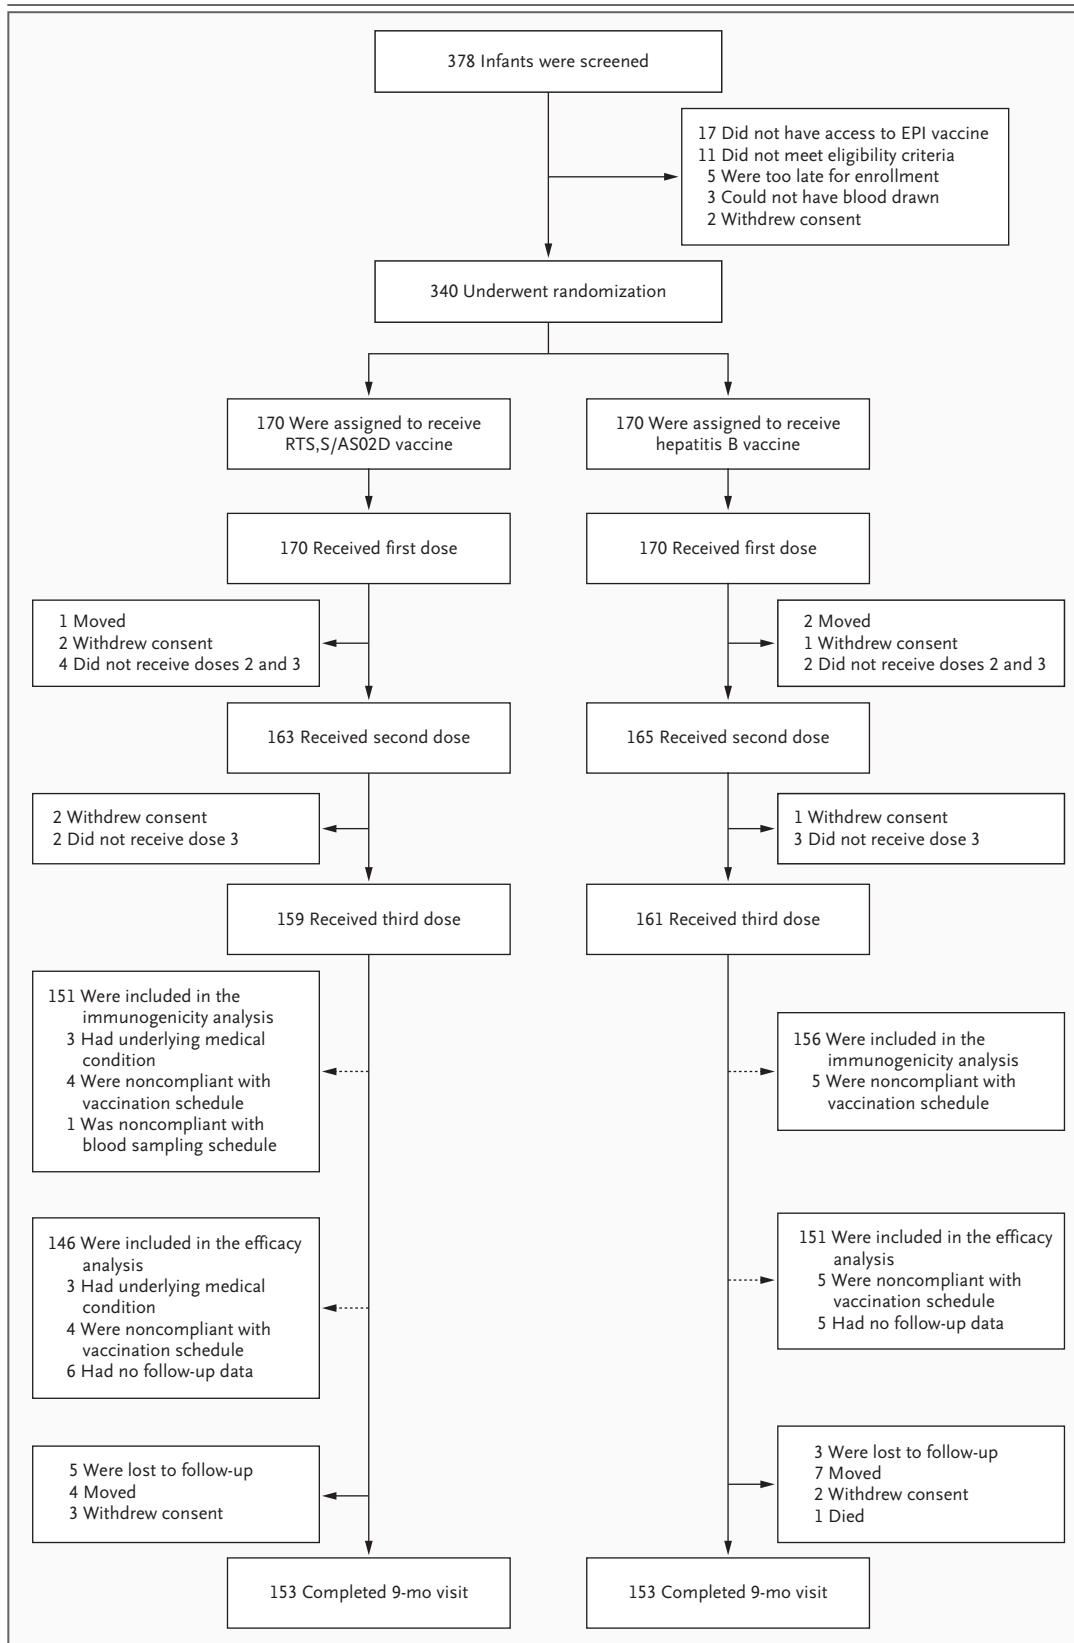 378 Infants were screened
17 Did not have access to EPI vaccine
11 Did not meet eligibility criteria
5 Were too late for enrollment
3 Could not have blood drawn
2 Withdrew consent
340 Underwent randomization
170 Were assigned to receive
RTS,S/AS02D vaccine
170 Were assigned to receive
hepatitis B vaccine
170 Received first dose
170 Received first dose
1 Moved
2 Withdrew consent
4 Did not receive doses 2 and 3
2 Moved
1 Withdrew consent
2 Did not receive doses 2 and 3
163 Received second dose
165 Received second dose
2 Withdrew consent
2 Did not receive dose 3
1 Withdrew consent
3 Did not receive dose 3
159 Received third dose
161 Received third dose
151 Were included in the
immunogenicity analysis
3 Had underlying medical
condition
4 Were noncompliant with
vaccination schedule
1 Was noncompliant with
blood sampling schedule
156 Were included in the
immunogenicity analysis
5 Were noncompliant with
vaccination schedule
146 Were included in the efficacy
analysis
3 Had underlying medical
condition
4 Were noncompliant with
vaccination schedule
6 Had no follow-up data
151 Were included in the efficacy
analysis
5 Were noncompliant with
vaccination schedule
5 Had no follow-up data
5 Were lost to follow-up
4 Moved
3 Withdrew consent
3 Were lost to follow-up
7 Moved
2 Withdrew consent
1 Died
153 Completed 9-mo visit
153 Completed 9-mo visit